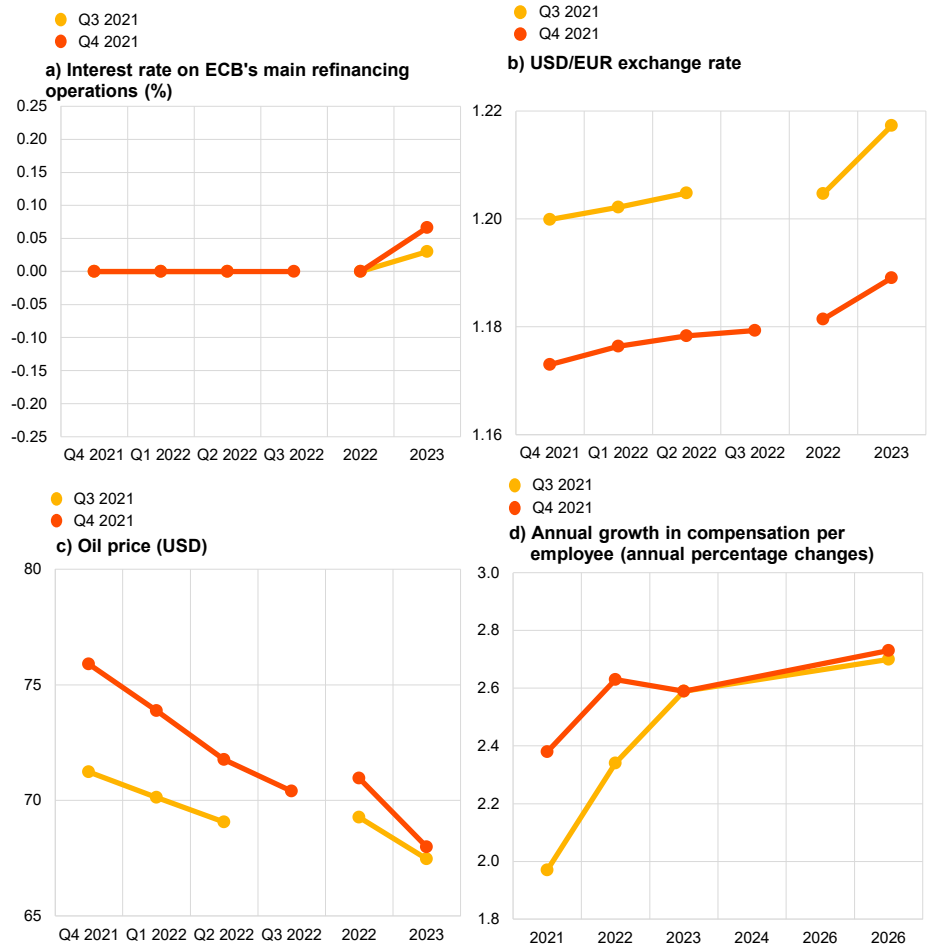 Q3 2021
Q4 2021
a) Interest rate on ECB's main refinancing
operations (%)
0.25
0.20
0.15
0.10
0.05
0.00
-0.05
-0.10
-0.15
-0.20
-0.25
Q4 2021 Q1 2022 Q2 2022 Q3 2022 2022 2023
Q3 2021
Q4 2021
b) USD/EUR exchange rate
1.22
1.20
1.18
1.16
Q4 2021 Q1 2022 Q2 2022 Q3 2022 2022 2023
Q3 2021
Q4 2021
c) Oil price (USD)
80
75
70
65
Q4 2021 Q1 2022 Q2 2022 Q3 2022 2022 2023
Q3 2021
Q4 2021
d) Annual growth in compensation per
employee (annual percentage changes)
3.0
2.8
2.6
2.4
2.2
2.0
1.8
2021 2022 2023 2024 2026 2026